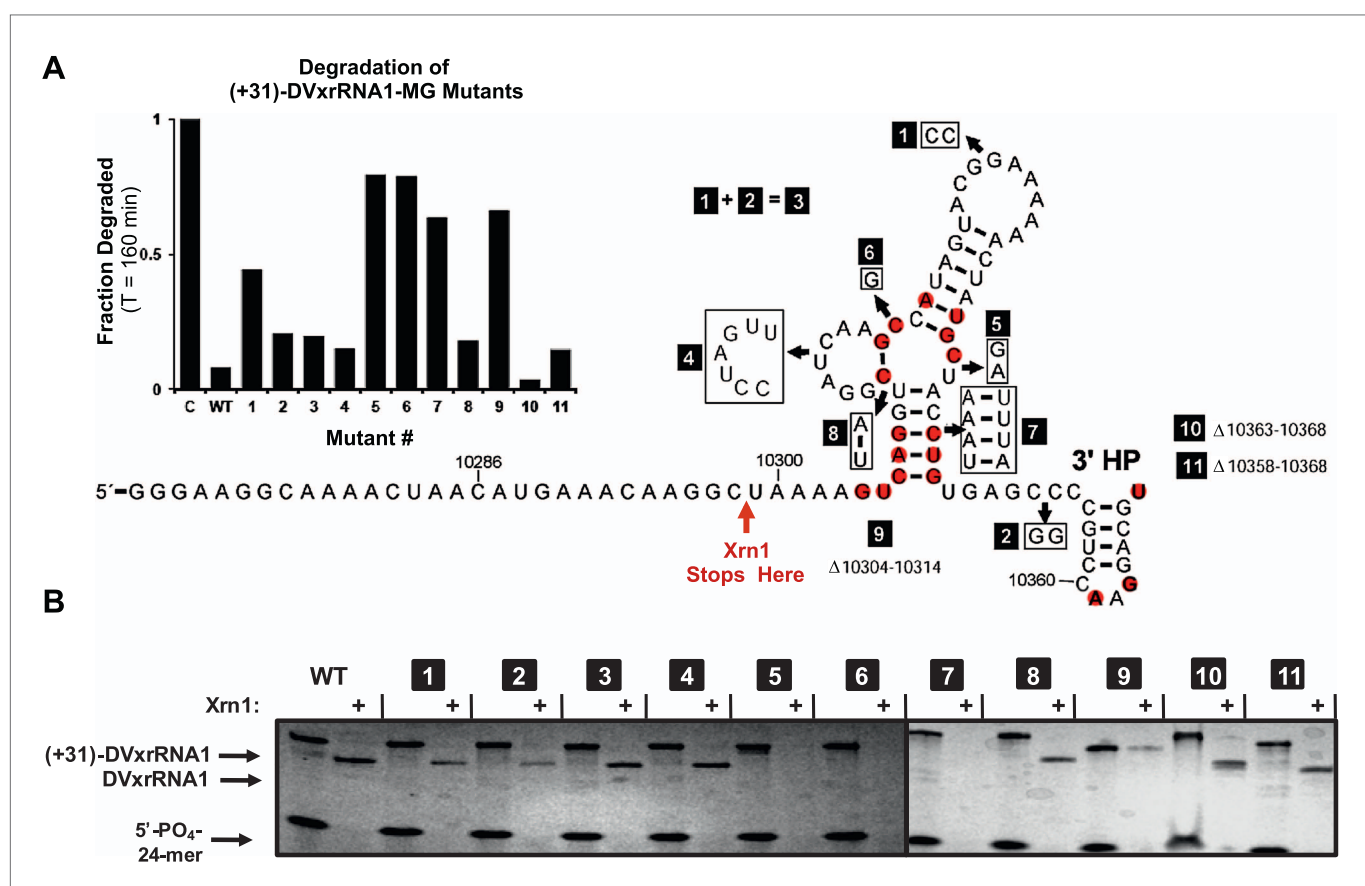 A
Degradation of
(+31)-DVxrRNA1-MG Mutants
Fraction Degraded
(T = 160 min)
1
0.5
0
C WT 1 2 3 4 5 6 7 8 9 10 11
Mutant #
1 + 2 = 3
1 CC
6
G
4
AGUU
UCC
5
G
A
8
A
U
7
A U
A U
A U
U A
10 Δ10363-10368
11 Δ10358-10368
3' HP
10286
10300
5´-GGGAAGGCAAAACUAACAUGAAACAAGGCUAAAAGU
UGAGCCC
Xrn1
Stops Here
9
Δ10304-10314
2 GG
10360
B
WT 1 2 3 4 5 6 7 8 9 10 11
Xrn1: + + + + + + + + + + + +
(+31)-DVxrRNA1
DVxrRNA1
5'-PO4-
24-mer